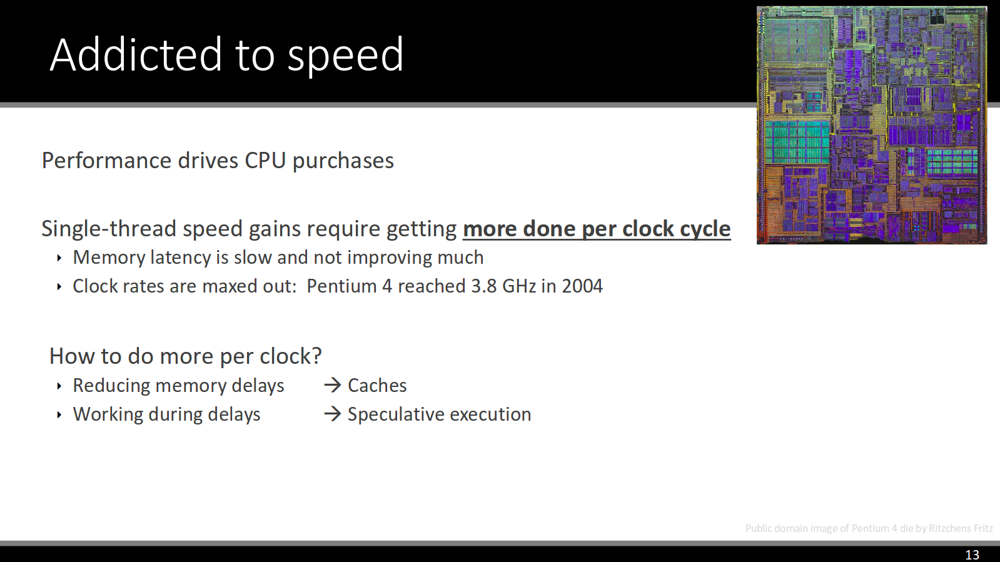 Addicted to speed
Performance drives CPU purchases
Single-thread speed gains require getting more done per clock cycle
‣ Memory latency is slow and not improving much
‣ Clock rates are maxed out:  Pentium 4 reached 3.8 GHz in 2004
How to do more per clock?
‣ Reducing memory delays → Caches
‣ Working during delays → Speculative execution
Public domain image of Pentium 4 die by Ritzchens Fritz
13